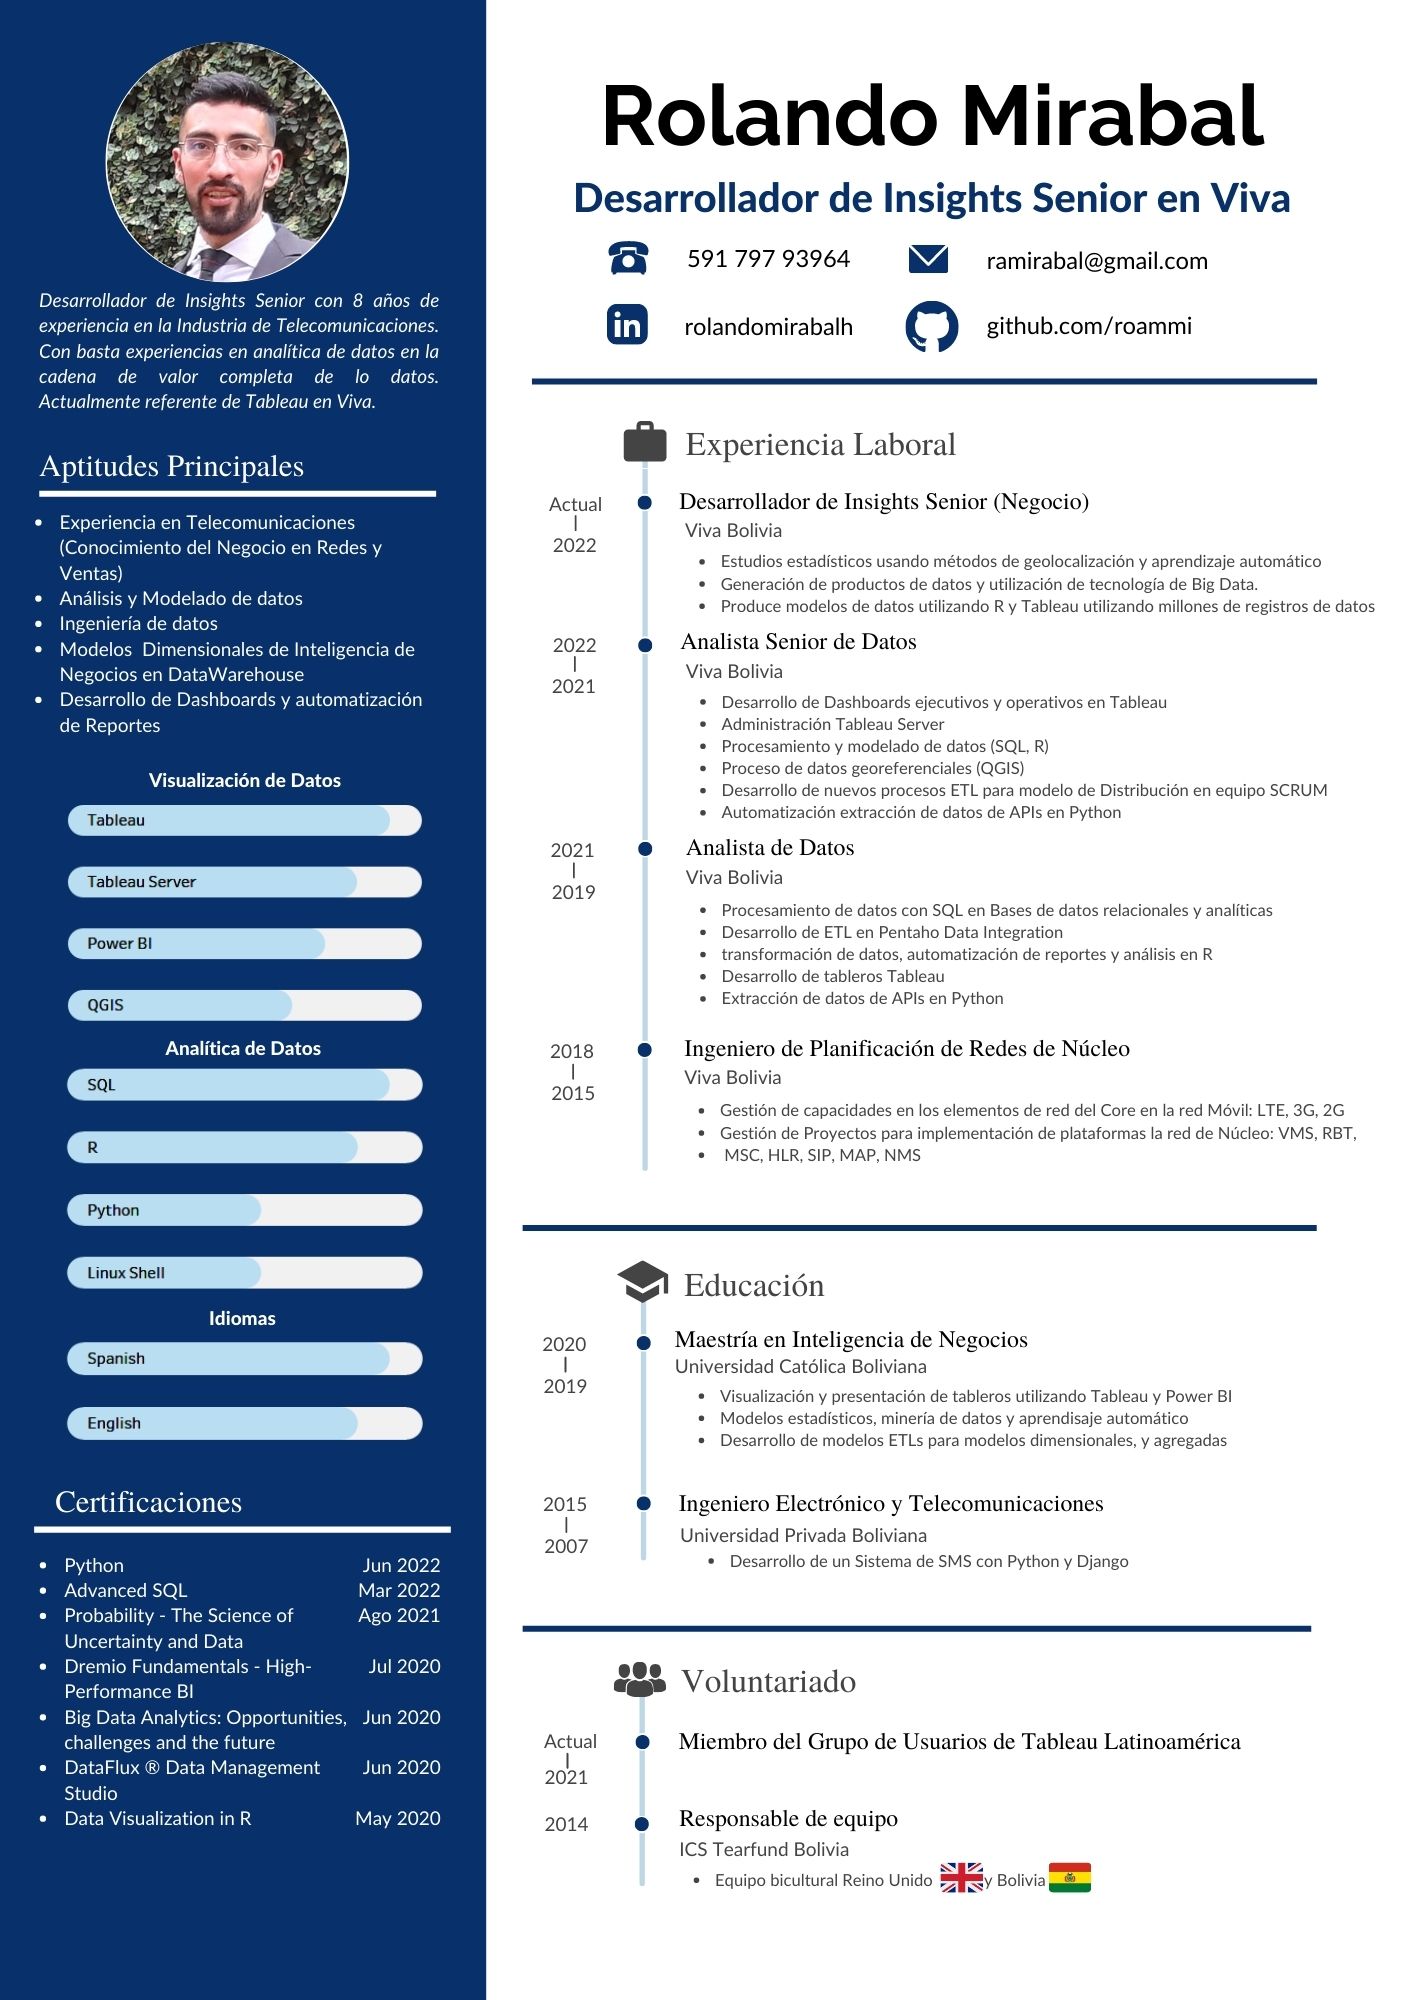 Desarrollador de Insights Senior con 8 años de
experiencia en la Industria de Telecomunicaciones.
Con basta experiencias en analítica de datos en la
cadena de valor completa de lo datos.
Actualmente referente de Tableau en Viva.
Aptitudes Principales
Experiencia en Telecomunicaciones
(Conocimiento del Negocio en Redes y
Ventas)
Análisis y Modelado de datos
Ingeniería de datos
Modelos Dimensionales de Inteligencia de
Negocios en DataWarehouse
Desarrollo de Dashboards y automatización
de Reportes
Visualización de Datos
Tableau
Tableau Server
Power BI
QGIS
Analítica de Datos
SQL
R
Python
Linux Shell
Idiomas
Spanish
English
Certificaciones
Python Jun 2022
Advanced SQL Mar 2022
Probability - The Science of Ago 2021
Uncertainty and Data
Dremio Fundamentals - High- Jul 2020
Performance BI
Big Data Analytics: Opportunities, Jun 2020
challenges and the future
DataFlux ® Data Management Jun 2020
Studio
Data Visualization in R May 2020
Rolando Mirabal
Desarrollador de Insights Senior en Viva
591 797 93964 ramirabal@gmail.com
in rolandomirabalh github.com/roammi
Experiencia Laboral
Actual
2022
Desarrollador de Insights Senior (Negocio)
Viva Bolivia
Estudios estadísticos usando métodos de geolocalización y aprendizaje automático
Generación de productos de datos y utilización de tecnología de Big Data.
Produce modelos de datos utilizando R y Tableau utilizando millones de registros de datos
2022
2021
Analista Senior de Datos
Viva Bolivia
Desarrollo de Dashboards ejecutivos y operativos en Tableau
Administración Tableau Server
Procesamiento y modelado de datos (SQL, R)
Proceso de datos georeferenciales (QGIS)
Desarrollo de nuevos procesos ETL para modelo de Distribución en equipo SCRUM
Automatización extracción de datos de APIs en Python
2021
2019
Analista de Datos
Viva Bolivia
Procesamiento de datos con SQL en Bases de datos relacionales y analíticas
Desarrollo de ETL en Pentaho Data Integration
transformación de datos, automatización de reportes y análisis en R
Desarrollo de tableros Tableau
Extracción de datos de APIs en Python
2018
2015
Ingeniero de Planificación de Redes de Núcleo
Viva Bolivia
Gestión de capacidades en los elementos de red del Core en la red Móvil: LTE, 3G, 2G
Gestión de Proyectos para implementación de plataformas la red de Núcleo: VMS, RBT,
MSC, HLR, SIP, MAP, NMS
Educación
2020
2019
Maestría en Inteligencia de Negocios
Universidad Católica Boliviana
Visualización y presentación de tableros utilizando Tableau y Power BI
Modelos estadísticos, minería de datos y aprendisaje automático
Desarrollo de modelos ETLs para modelos dimensionales, y agregadas
2015
2007
Ingeniero Electrónico y Telecomunicaciones
Universidad Privada Boliviana
Desarrollo de un Sistema de SMS con Python y Django
Voluntariado
Actual
2021
Miembro del Grupo de Usuarios de Tableau Latinoamérica
2014
Responsable de equipo
ICS Tearfund Bolivia
Equipo bicultural Reino Unido y Bolivia